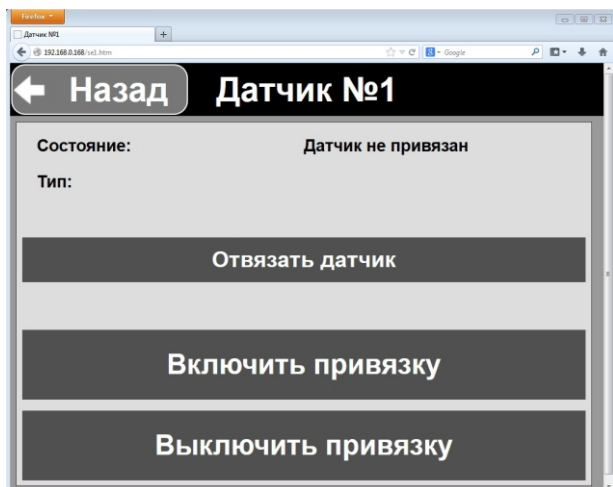 Firefox
Датчик №1
192.168.0.168/se1.htm
Google
Назад
Датчик №1
Состояние:
Датчик не привязан
Тип:
Отвязать датчик
Включить привязку
Выключить привязку